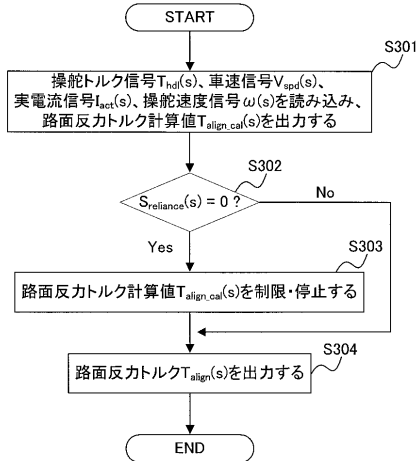 START
S301
操舵トルク信号Thdl(s)、車速信号Vspd(s)、
実電流信号Iact(s)、操舵速度信号ω(s)を読み込み、
路面反力トルク計算値Talign_cal(s)を出力する
S302
Sreliance(s) = 0 ?
No
Yes
S303
路面反力トルク計算値Talign_cal(s)を制限・停止する
S304
路面反力トルクTalign(s)を出力する
END